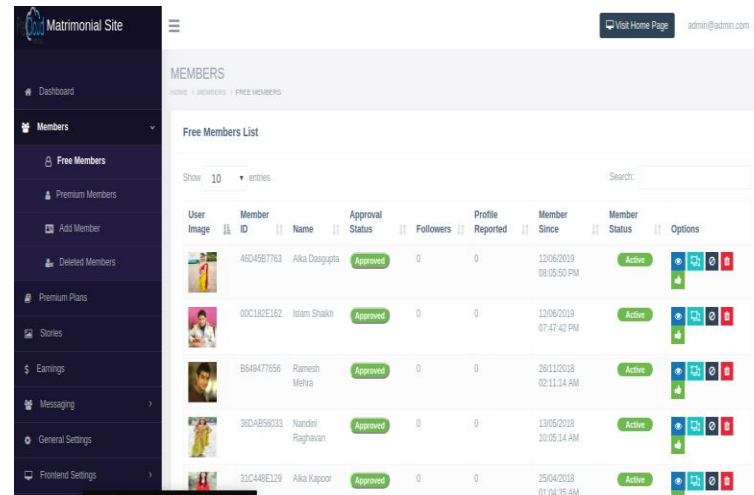 Matrimonial Site
Visit Home Page
admin@admin.com
MEMBERS
HOME MEMBERS FREE MEMBERS
Dashboard
Members
Free Members
Premium Members
Add Member
Deleted Members
Premium Plans
Stories
$ Earnings
Messaging
General Settings
Frontend Settings
Free Members List
Show 10 entries
Search:
User Image
Member ID
Name
Approval Status
Followers
Profile Reported
Member Since
Member Status
Options
46D45B7763 Alka Dasgupta Approved 0 0 12/06/2019 08:05:50 PM Active
00C182E162 Islam Shaikh Approved 0 0 12/06/2019 07:47:42 PM Active
B649477656 Ramesh Mehra Approved 0 0 26/11/2018 02:11:14 AM Active
36DAB56033 Nandini Raghavan Approved 0 0 13/05/2018 10:05:14 AM Active
31C448E129 Alka Kapoor Approved 0 0 25/04/2018 01:04:35 AM Active